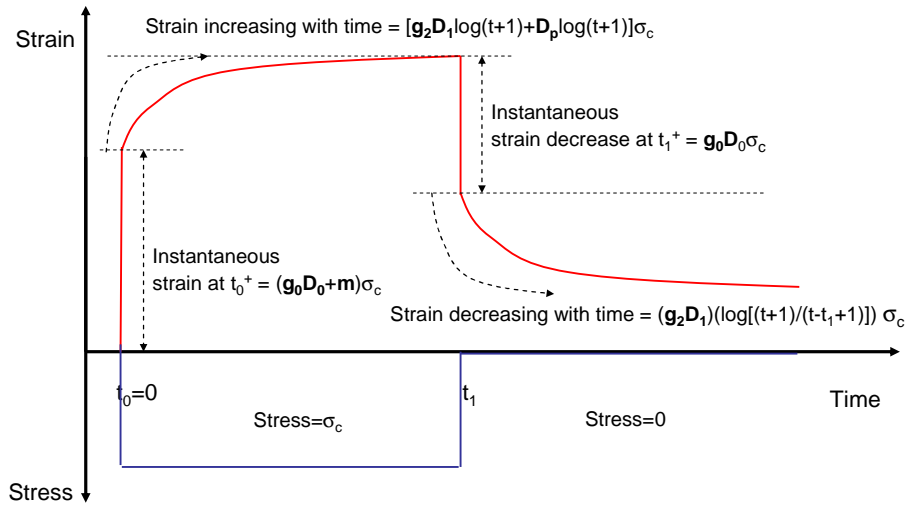 Strain increasing with time = [g₂D₁log(t+1)+Dₚlog(t+1)]σc
Strain
Instantaneous
strain decrease at t₁⁺ = g₀D₀σc
Instantaneous
strain at t₀⁺ = (g₀D₀+m)σc
Strain decreasing with time = (g₂D₁)(log[(t+1)/(t-t₁+1)]) σc
t₀=0
t₁
Time
Stress=σc
Stress=0
Stress